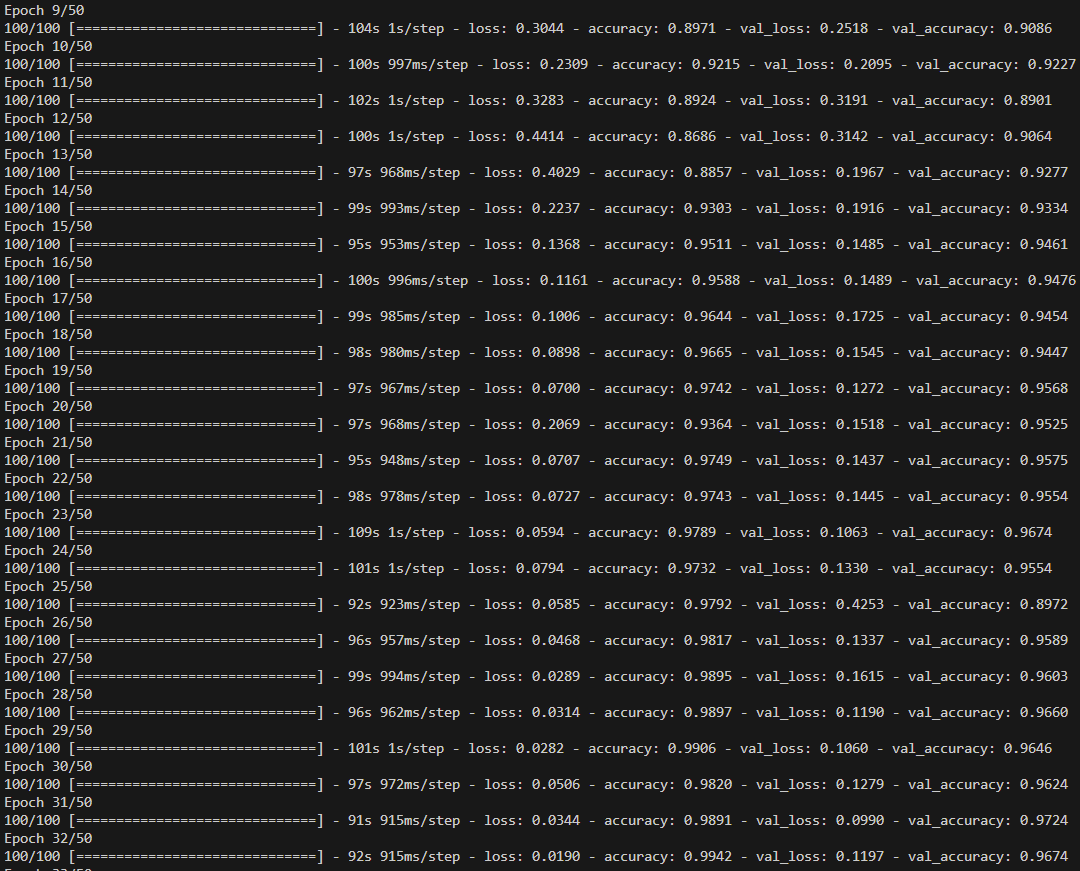 Epoch 9/50
100/100 [==============================] - 104s 1s/step - loss: 0.3044 - accuracy: 0.8971 - val_loss: 0.2518 - val_accuracy: 0.9086
Epoch 10/50
100/100 [==============================] - 100s 997ms/step - loss: 0.2309 - accuracy: 0.9215 - val_loss: 0.2095 - val_accuracy: 0.9227
Epoch 11/50
100/100 [==============================] - 102s 1s/step - loss: 0.3283 - accuracy: 0.8924 - val_loss: 0.3191 - val_accuracy: 0.8901
Epoch 12/50
100/100 [==============================] - 100s 1s/step - loss: 0.4414 - accuracy: 0.8686 - val_loss: 0.3142 - val_accuracy: 0.9064
Epoch 13/50
100/100 [==============================] - 97s 968ms/step - loss: 0.4029 - accuracy: 0.8857 - val_loss: 0.1967 - val_accuracy: 0.9277
Epoch 14/50
100/100 [==============================] - 99s 993ms/step - loss: 0.2237 - accuracy: 0.9303 - val_loss: 0.1916 - val_accuracy: 0.9334
Epoch 15/50
100/100 [==============================] - 95s 953ms/step - loss: 0.1368 - accuracy: 0.9511 - val_loss: 0.1485 - val_accuracy: 0.9461
Epoch 16/50
100/100 [==============================] - 100s 996ms/step - loss: 0.1161 - accuracy: 0.9588 - val_loss: 0.1489 - val_accuracy: 0.9476
Epoch 17/50
100/100 [==============================] - 99s 985ms/step - loss: 0.1006 - accuracy: 0.9644 - val_loss: 0.1725 - val_accuracy: 0.9454
Epoch 18/50
100/100 [==============================] - 98s 980ms/step - loss: 0.0898 - accuracy: 0.9665 - val_loss: 0.1545 - val_accuracy: 0.9447
Epoch 19/50
100/100 [==============================] - 97s 967ms/step - loss: 0.0700 - accuracy: 0.9742 - val_loss: 0.1272 - val_accuracy: 0.9568
Epoch 20/50
100/100 [==============================] - 97s 968ms/step - loss: 0.2069 - accuracy: 0.9364 - val_loss: 0.1518 - val_accuracy: 0.9525
Epoch 21/50
100/100 [==============================] - 95s 948ms/step - loss: 0.0707 - accuracy: 0.9749 - val_loss: 0.1437 - val_accuracy: 0.9575
Epoch 22/50
100/100 [==============================] - 98s 978ms/step - loss: 0.0727 - accuracy: 0.9743 - val_loss: 0.1445 - val_accuracy: 0.9554
Epoch 23/50
100/100 [==============================] - 109s 1s/step - loss: 0.0594 - accuracy: 0.9789 - val_loss: 0.1063 - val_accuracy: 0.9674
Epoch 24/50
100/100 [==============================] - 101s 1s/step - loss: 0.0794 - accuracy: 0.9732 - val_loss: 0.1330 - val_accuracy: 0.9554
Epoch 25/50
100/100 [==============================] - 92s 923ms/step - loss: 0.0585 - accuracy: 0.9792 - val_loss: 0.4253 - val_accuracy: 0.8972
Epoch 26/50
100/100 [==============================] - 96s 957ms/step - loss: 0.0468 - accuracy: 0.9817 - val_loss: 0.1337 - val_accuracy: 0.9589
Epoch 27/50
100/100 [==============================] - 99s 994ms/step - loss: 0.0289 - accuracy: 0.9895 - val_loss: 0.1615 - val_accuracy: 0.9603
Epoch 28/50
100/100 [==============================] - 96s 962ms/step - loss: 0.0314 - accuracy: 0.9897 - val_loss: 0.1190 - val_accuracy: 0.9660
Epoch 29/50
100/100 [==============================] - 101s 1s/step - loss: 0.0282 - accuracy: 0.9906 - val_loss: 0.1060 - val_accuracy: 0.9646
Epoch 30/50
100/100 [==============================] - 97s 972ms/step - loss: 0.0506 - accuracy: 0.9820 - val_loss: 0.1279 - val_accuracy: 0.9624
Epoch 31/50
100/100 [==============================] - 91s 915ms/step - loss: 0.0344 - accuracy: 0.9891 - val_loss: 0.0990 - val_accuracy: 0.9724
Epoch 32/50
100/100 [==============================] - 92s 915ms/step - loss: 0.0190 - accuracy: 0.9942 - val_loss: 0.1197 - val_accuracy: 0.9674